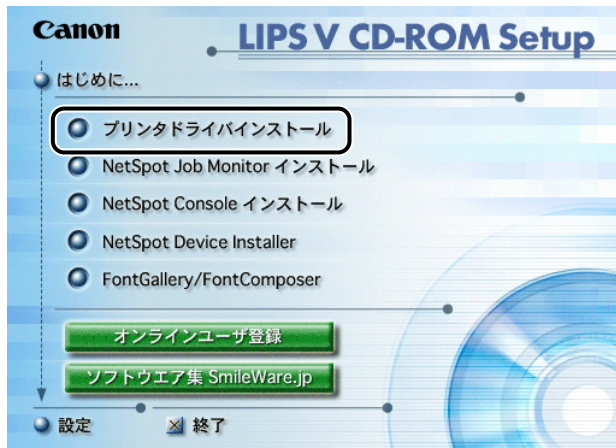 Canon
LIPS V CD-ROM Setup
はじめに...
プリンタドライバインストール
NetSpot Job Monitor インストール
NetSpot Console インストール
NetSpot Device Installer
FontGallery/FontComposer
オンラインユーザ登録
ソフトウエア集 SmileWare.jp
設定
終了